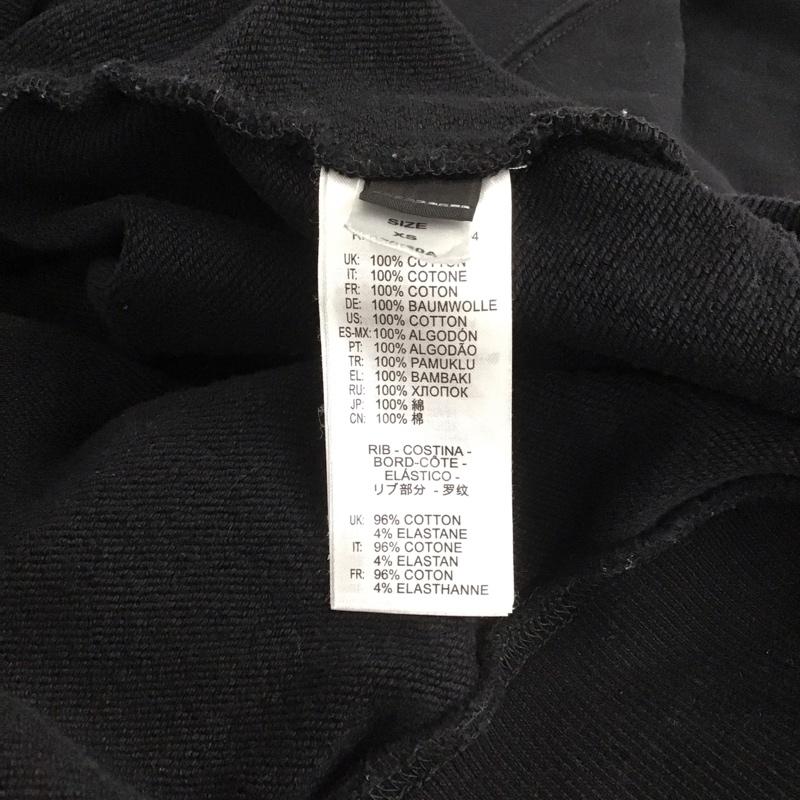 SIZE
XS
4
UK: 100% COTTON
IT: 100% COTONE
FR: 100% COTON
DE: 100% BAUMWOLLE
US: 100% COTTON
ES-MX: 100% ALGODÓN
PT: 100% ALGODÃO
TR: 100% PAMUKLU
EL: 100% BAMBAKI
RU: 100% ХЛОПОК
JP: 100% 綿
CN: 100% 棉
RIB - COSTINA -
BORD-CÔTE -
ELÁSTICO -
リブ部分 - 罗纹
UK: 96% COTTON
4% ELASTANE
IT: 96% COTONE
4% ELASTAN
FR: 96% COTON
4% ELASTHANNE